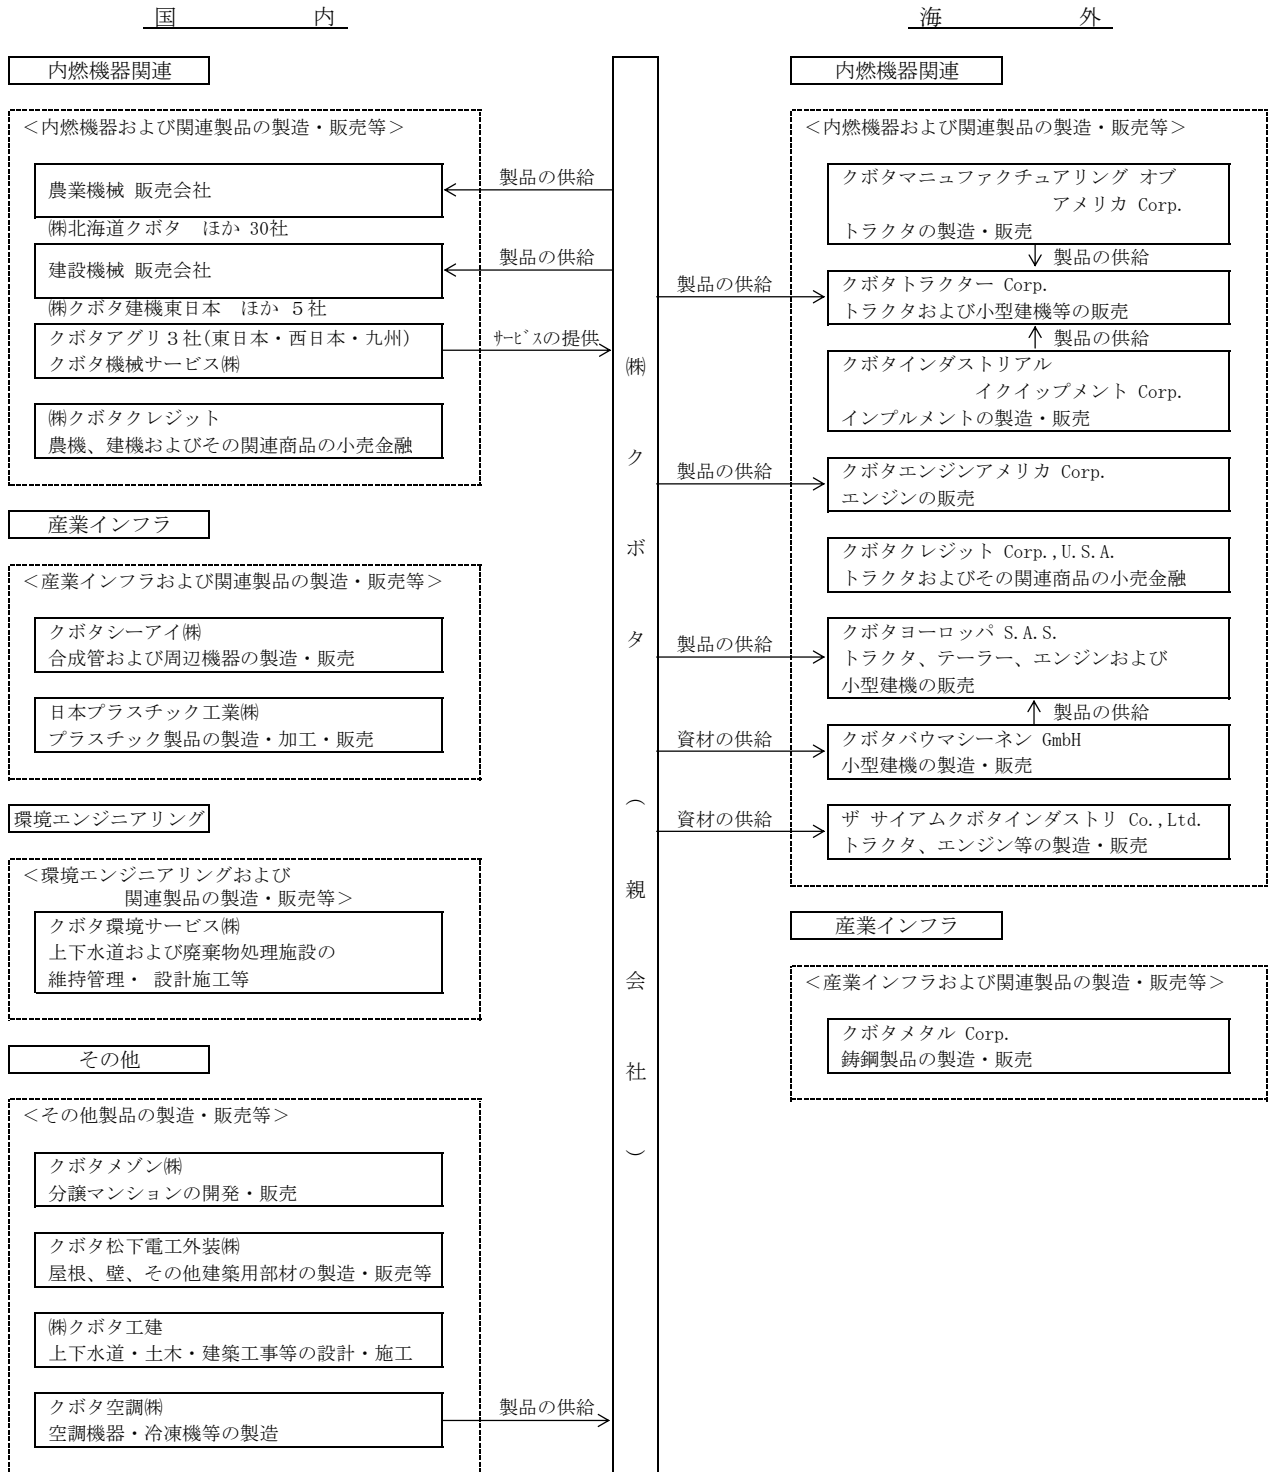 国 内
内燃機器関連
＜内燃機器および関連製品の製造・販売等＞
農業機械 販売会社
㈱北海道クボタ ほか 30社
建設機械 販売会社
㈱クボタ建機東日本 ほか ５社
クボタアグリ３社(東日本・西日本・九州)
クボタ機械サービス㈱
㈱クボタクレジット
農機、建機およびその関連商品の小売金融
産業インフラ
＜産業インフラおよび関連製品の製造・販売等＞
クボタシーアイ㈱
合成管および周辺機器の製造・販売
日本プラスチック工業㈱
プラスチック製品の製造・加工・販売
環境エンジニアリング
＜環境エンジニアリングおよび
関連製品の製造・販売等＞
クボタ環境サービス㈱
上下水道および廃棄物処理施設の
維持管理・ 設計施工等
その他
＜その他製品の製造・販売等＞
クボタメゾン㈱
分譲マンションの開発・販売
クボタ松下電工外装㈱
屋根、壁、その他建築用部材の製造・販売等
㈱クボタ工建
上下水道・土木・建築工事等の設計・施工
クボタ空調㈱
空調機器・冷凍機等の製造
製品の供給
製品の供給
ｻｰﾋﾞｽの提供
製品の供給
㈱クボタ（親会社）
製品の供給
製品の供給
製品の供給
資材の供給
資材の供給
海 外
内燃機器関連
＜内燃機器および関連製品の製造・販売等＞
クボタマニュファクチュアリング オブ
アメリカ Corp.
トラクタの製造・販売
製品の供給
クボタトラクター Corp.
トラクタおよび小型建機等の販売
製品の供給
クボタインダストリアル
イクイップメント Corp.
インプルメントの製造・販売
クボタエンジンアメリカ Corp.
エンジンの販売
クボタクレジット Corp.,U.S.A.
トラクタおよびその関連商品の小売金融
クボタヨーロッパ S.A.S.
トラクタ、テーラー、エンジンおよび
小型建機の販売
製品の供給
クボタバウマシーネン GmbH
小型建機の製造・販売
ザ サイアムクボタインダストリ Co.,Ltd.
トラクタ、エンジン等の製造・販売
産業インフラ
＜産業インフラおよび関連製品の製造・販売等＞
クボタメタル Corp.
鋳鋼製品の製造・販売